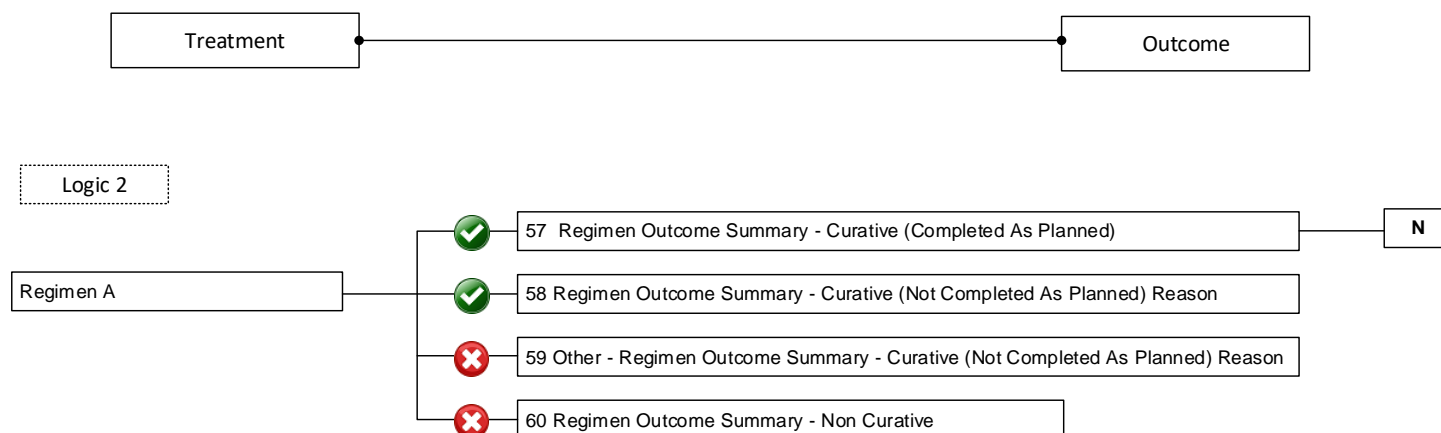 Treatment
Outcome
Logic 2
57 Regimen Outcome Summary - Curative (Completed As Planned)
N
Regimen A
58 Regimen Outcome Summary - Curative (Not Completed As Planned) Reason
59 Other - Regimen Outcome Summary - Curative (Not Completed As Planned) Reason
60 Regimen Outcome Summary - Non Curative